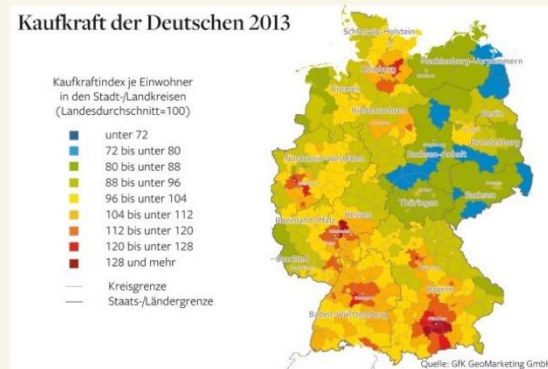 Kaufkraft der Deutschen 2013
Kaufkraftindex je Einwohner
in den Stadt-/Landkreisen
(Landesdurchschnitt=100)
unter 72
72 bis unter 80
80 bis unter 88
88 bis unter 96
96 bis unter 104
104 bis unter 112
112 bis unter 120
120 bis unter 128
128 und mehr
Kreisgrenze
Staats-/Ländergrenze
Schleswig-Holstein
Mecklenburg-Vorpommern
Hamburg
Bremen
Niedersachsen
Berlin
Brandenburg
Sachsen-Anhalt
Nordrhein-Westfalen
Sachsen
Thüringen
Hessen
Rheinland-Pfalz
Saarland
Bayern
Baden-Württemberg
Quelle: GfK GeoMarketing GmbH